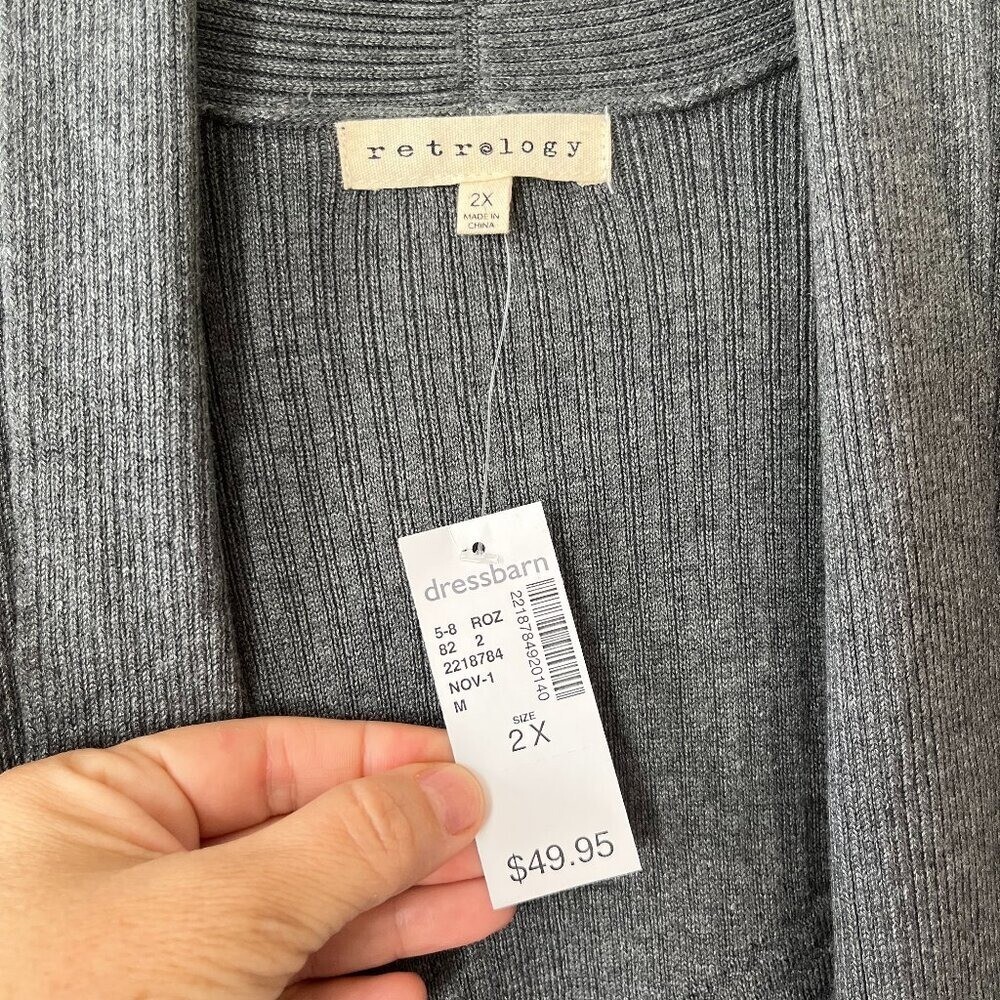 retrology
2X
MADE IN
CHINA
dressbarn
5-8 ROZ
82 2
2218784
NOV-1
M
2218784920140
SIZE
2X
$49.95